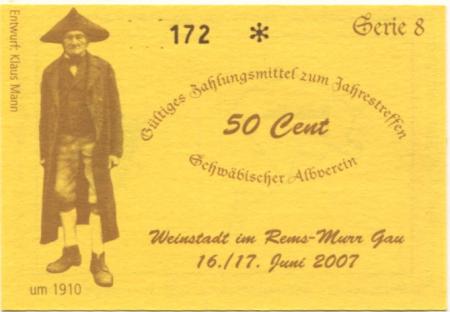 172 *
Serie 8
Entwurf: Klaus Mann
Gültiges Zahlungsmittel zum Jahrestreffen
50 Cent
Schwäbischer Albverein
Weinstadt im Rems-Murr Gau
16./17. Juni 2007
um 1910